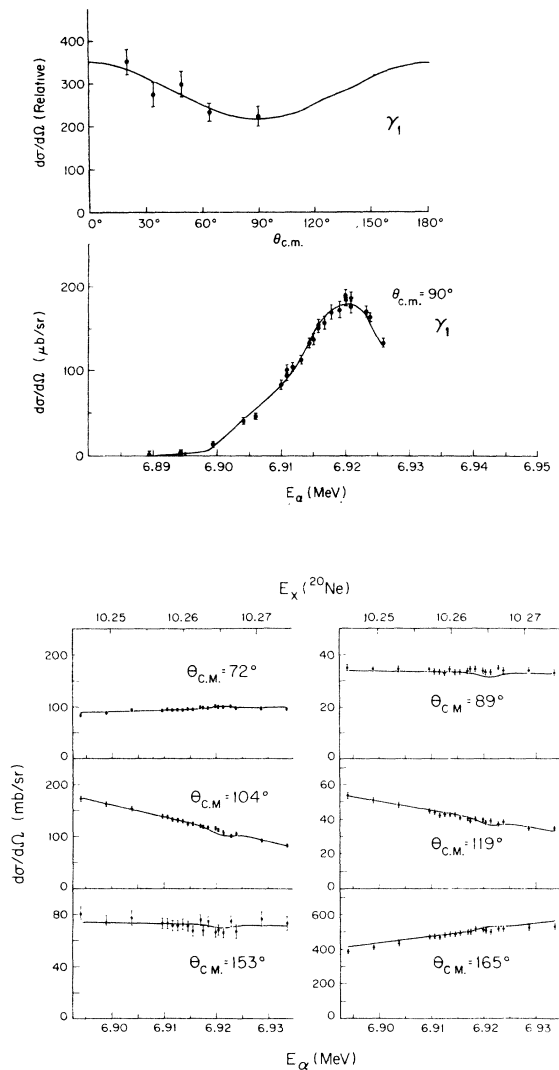 400
300
200
100
0
dσ/dΩ (Relative)
γ₁
0° 30° 60° 90° 120° 150° 180°
θc.m.
200
100
0
dσ/dΩ (μb/sr)
θc.m. = 90°
γ₁
6.89 6.90 6.91 6.92 6.93 6.94 6.95
Eα (MeV)
Ex (²⁰Ne)
10.25 10.26 10.27
10.25 10.26 10.27
200
100
0
θC.M. = 72°
40
20
0
θC.M = 89°
dσ/dΩ (mb/sr)
200
100
0
θC.M = 104°
60
40
20
0
θC.M. = 119°
80
40
0
θC.M. = 153°
600
400
200
0
θC.M. = 165°
6.90 6.91 6.92 6.93
6.90 6.91 6.92 6.93
Eα (MeV)